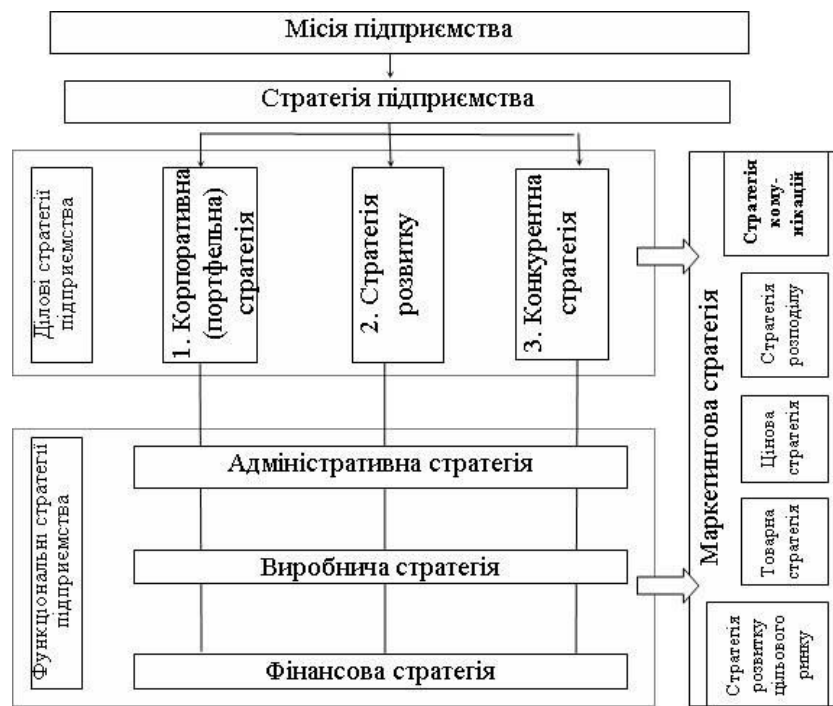 Місія підприємства
Стратегія підприємства
Ділові стратегії
підприємства
1. Корпоративна
(портфельна)
стратегія
2. Стратегія
розвитку
3. Конкурентна
стратегія
Функціональні стратегії
підприємства
Адміністративна стратегія
Виробнича стратегія
Фінансова стратегія
Маркетингова стратегія
Стратегія
кому-
нікацій
Стратегія
розподілу
Цінова
стратегія
Товарна
стратегія
Стратегія
розвитку
цільового
ринку